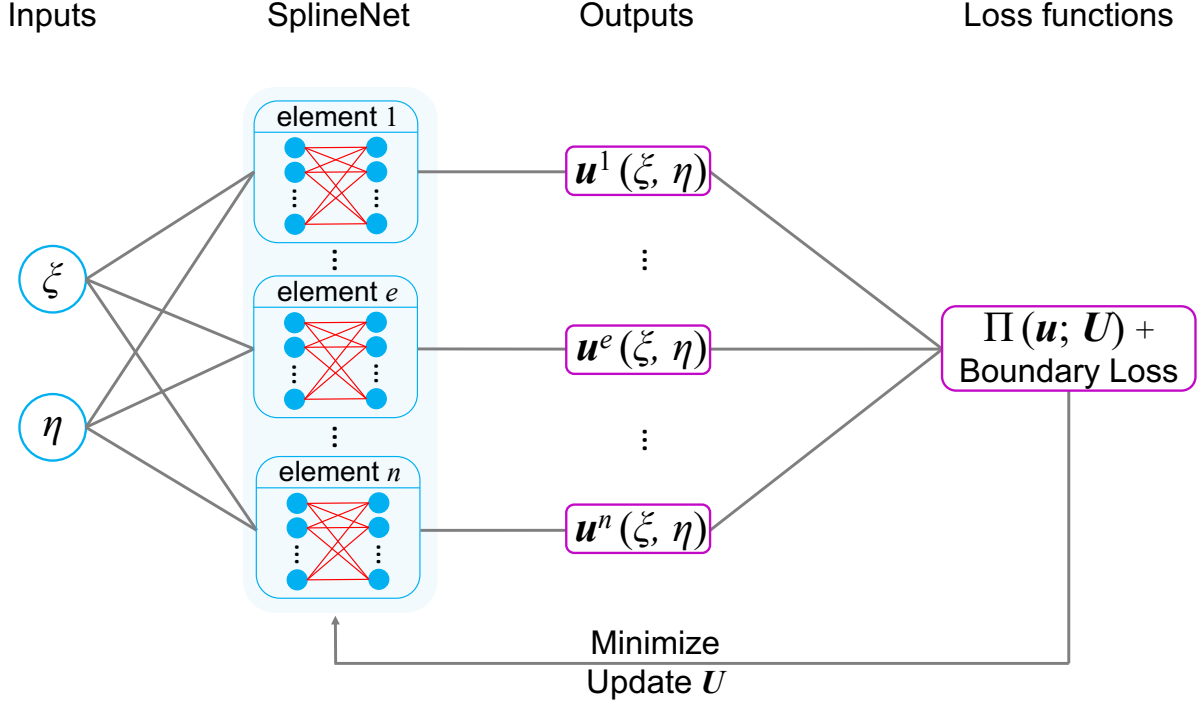 Inputs
SplineNet
Outputs
Loss functions
element 1
⋮ ⋮
⋮
element e
⋮ ⋮
⋮
element n
⋮ ⋮
ξ
η
u¹ (ξ, η)
⋮
uᵉ (ξ, η)
⋮
uⁿ (ξ, η)
Π (u; U) +
Boundary Loss
Minimize
Update U